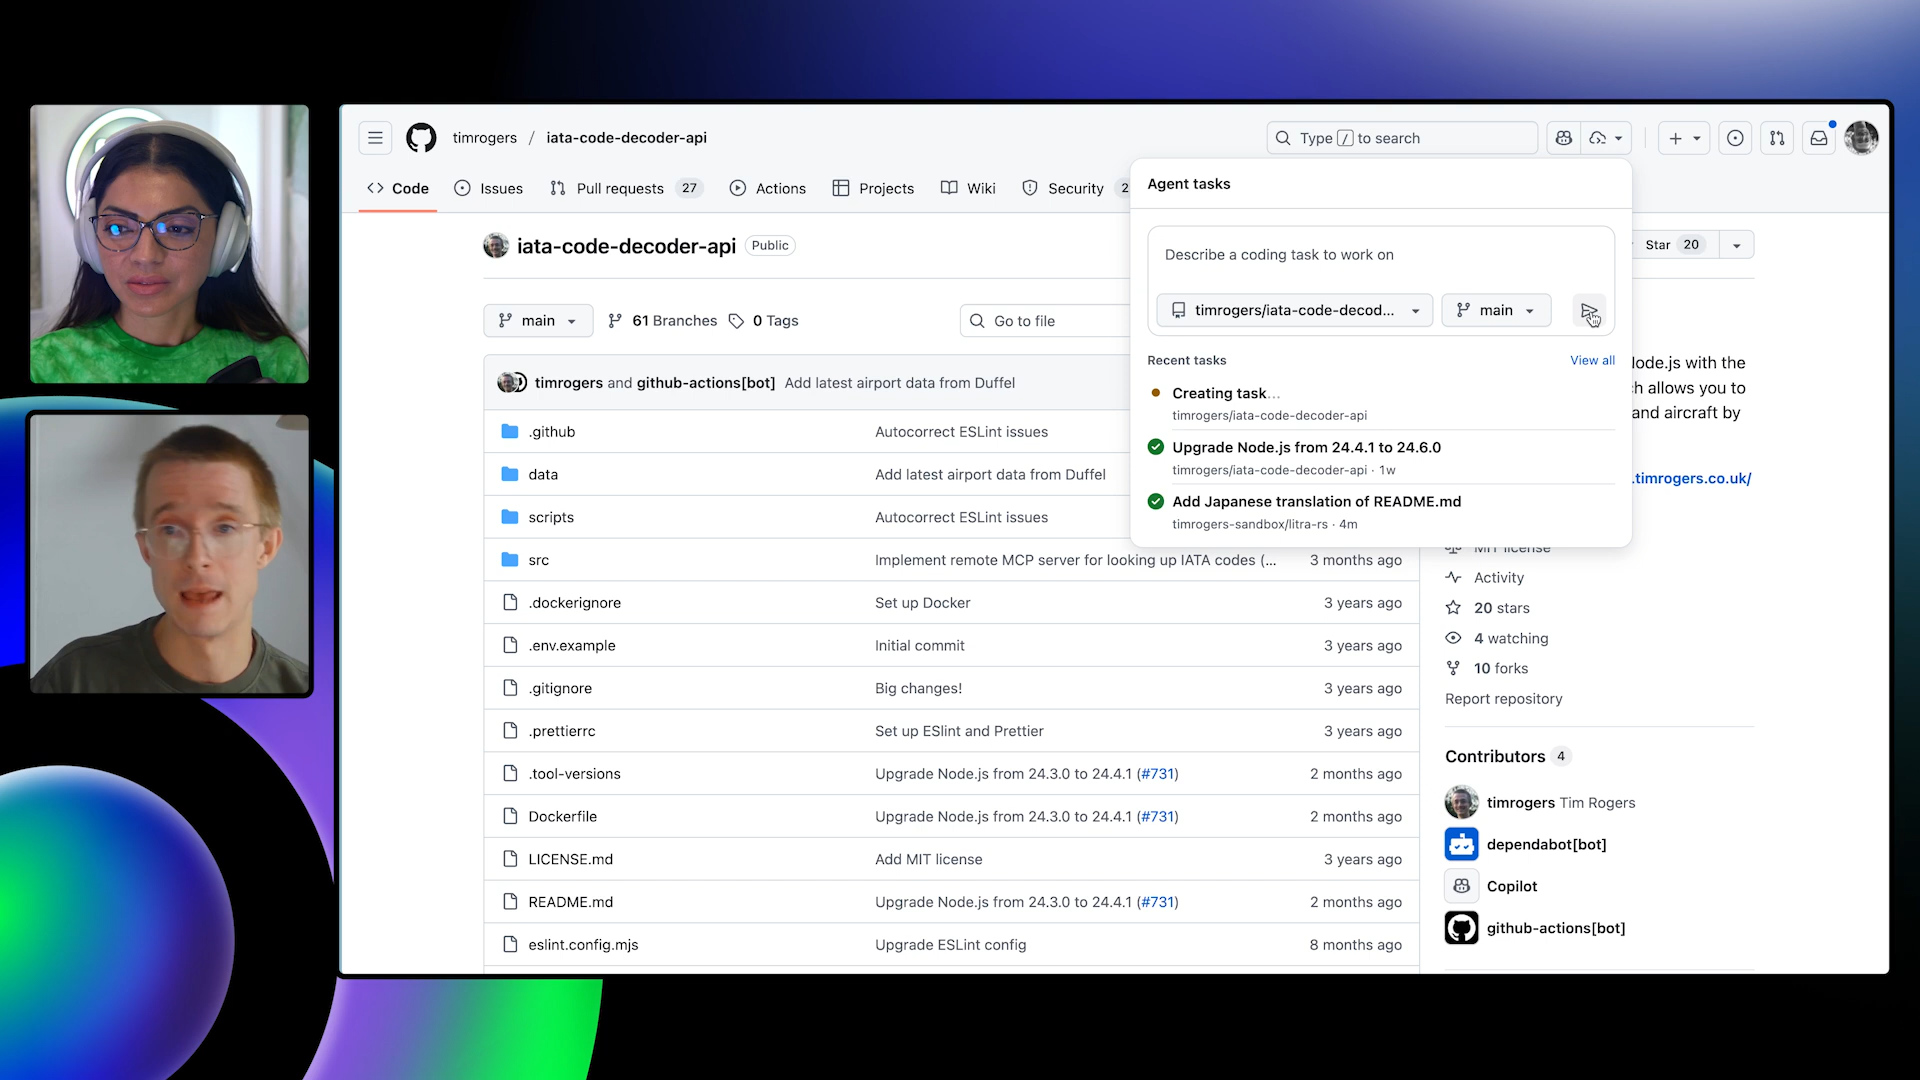 timrogers / iata-code-decoder-api
Type / to search
Code
Issues
Pull requests 27
Actions
Projects
Wiki
Security 2
Agent tasks
Describe a coding task to work on
timrogers/iata-code-decod...
main
Recent tasks
View all
Creating task...
timrogers/iata-code-decoder-api
Upgrade Node.js from 24.4.1 to 24.6.0
timrogers/iata-code-decoder-api · 1w
Add Japanese translation of README.md
timrogers-sandbox/litra-rs · 4m
iata-code-decoder-api Public
Star 20
main
61 Branches
0 Tags
Go to file
timrogers and github-actions[bot] Add latest airport data from Duffel
.github Autocorrect ESLint issues
data Add latest airport data from Duffel
scripts Autocorrect ESLint issues
src Implement remote MCP server for looking up IATA codes (... 3 months ago
.dockerignore Set up Docker 3 years ago
.env.example Initial commit 3 years ago
.gitignore Big changes! 3 years ago
.prettierrc Set up ESlint and Prettier 3 years ago
.tool-versions Upgrade Node.js from 24.3.0 to 24.4.1 (#731) 2 months ago
Dockerfile Upgrade Node.js from 24.3.0 to 24.4.1 (#731) 2 months ago
LICENSE.md Add MIT license 3 years ago
README.md Upgrade Node.js from 24.3.0 to 24.4.1 (#731) 2 months ago
eslint.config.mjs Upgrade ESLint config 8 months ago
with the
allows you to
and aircraft by
.timrogers.co.uk/
MIT license
Activity
20 stars
4 watching
10 forks
Report repository
Contributors 4
timrogers Tim Rogers
dependabot[bot]
Copilot
github-actions[bot]